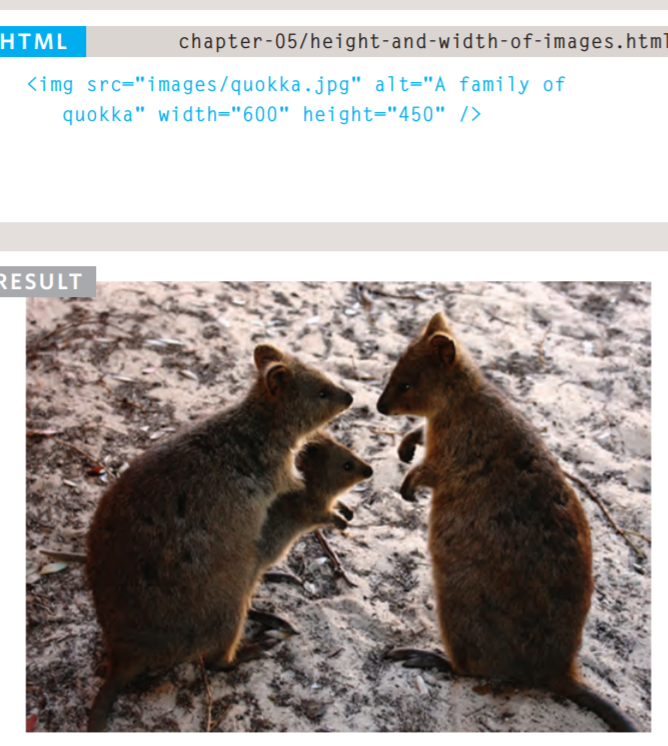 HTML
chapter-05/height-and-width-of-images.html
<img src="images/quokka.jpg" alt="A family of
quokka" width="600" height="450" />
RESULT